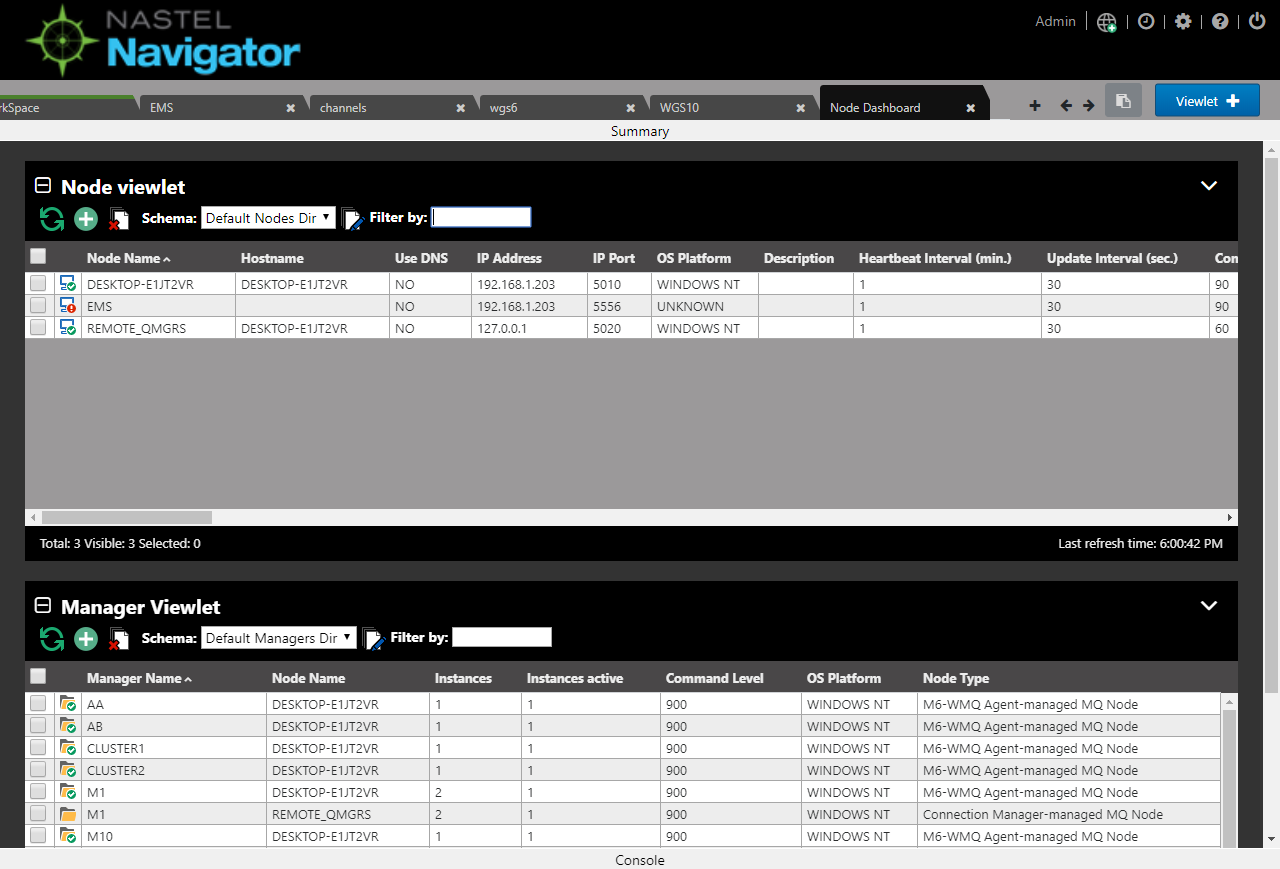 NASTEL
Navigator
Admin
rkSpace EMS channels wgs6 WGS10 Node Dashboard Viewlet
Summary
Node viewlet
Schema: Default Nodes Dir Filter by:
Node Name Hostname Use DNS IP Address IP Port OS Platform Description Heartbeat Interval (min.) Update Interval (sec.) Con
DESKTOP-E1JT2VR DESKTOP-E1JT2VR NO 192.168.1.203 5010 WINDOWS NT 1 30 90
EMS NO 192.168.1.203 5556 UNKNOWN 1 30 90
REMOTE_QMGRS DESKTOP-E1JT2VR NO 127.0.0.1 5020 WINDOWS NT 1 30 60
Total: 3 Visible: 3 Selected: 0 Last refresh time: 6:00:42 PM
Manager Viewlet
Schema: Default Managers Dir Filter by:
Manager Name Node Name Instances Instances active Command Level OS Platform Node Type
AA DESKTOP-E1JT2VR 1 1 900 WINDOWS NT M6-WMQ Agent-managed MQ Node
AB DESKTOP-E1JT2VR 1 1 900 WINDOWS NT M6-WMQ Agent-managed MQ Node
CLUSTER1 DESKTOP-E1JT2VR 1 1 900 WINDOWS NT M6-WMQ Agent-managed MQ Node
CLUSTER2 DESKTOP-E1JT2VR 1 1 900 WINDOWS NT M6-WMQ Agent-managed MQ Node
M1 DESKTOP-E1JT2VR 2 1 900 WINDOWS NT M6-WMQ Agent-managed MQ Node
M1 REMOTE_QMGRS 2 1 900 WINDOWS NT Connection Manager-managed MQ Node
M10 DESKTOP-E1JT2VR 1 1 900 WINDOWS NT M6-WMQ Agent-managed MQ Node
Console